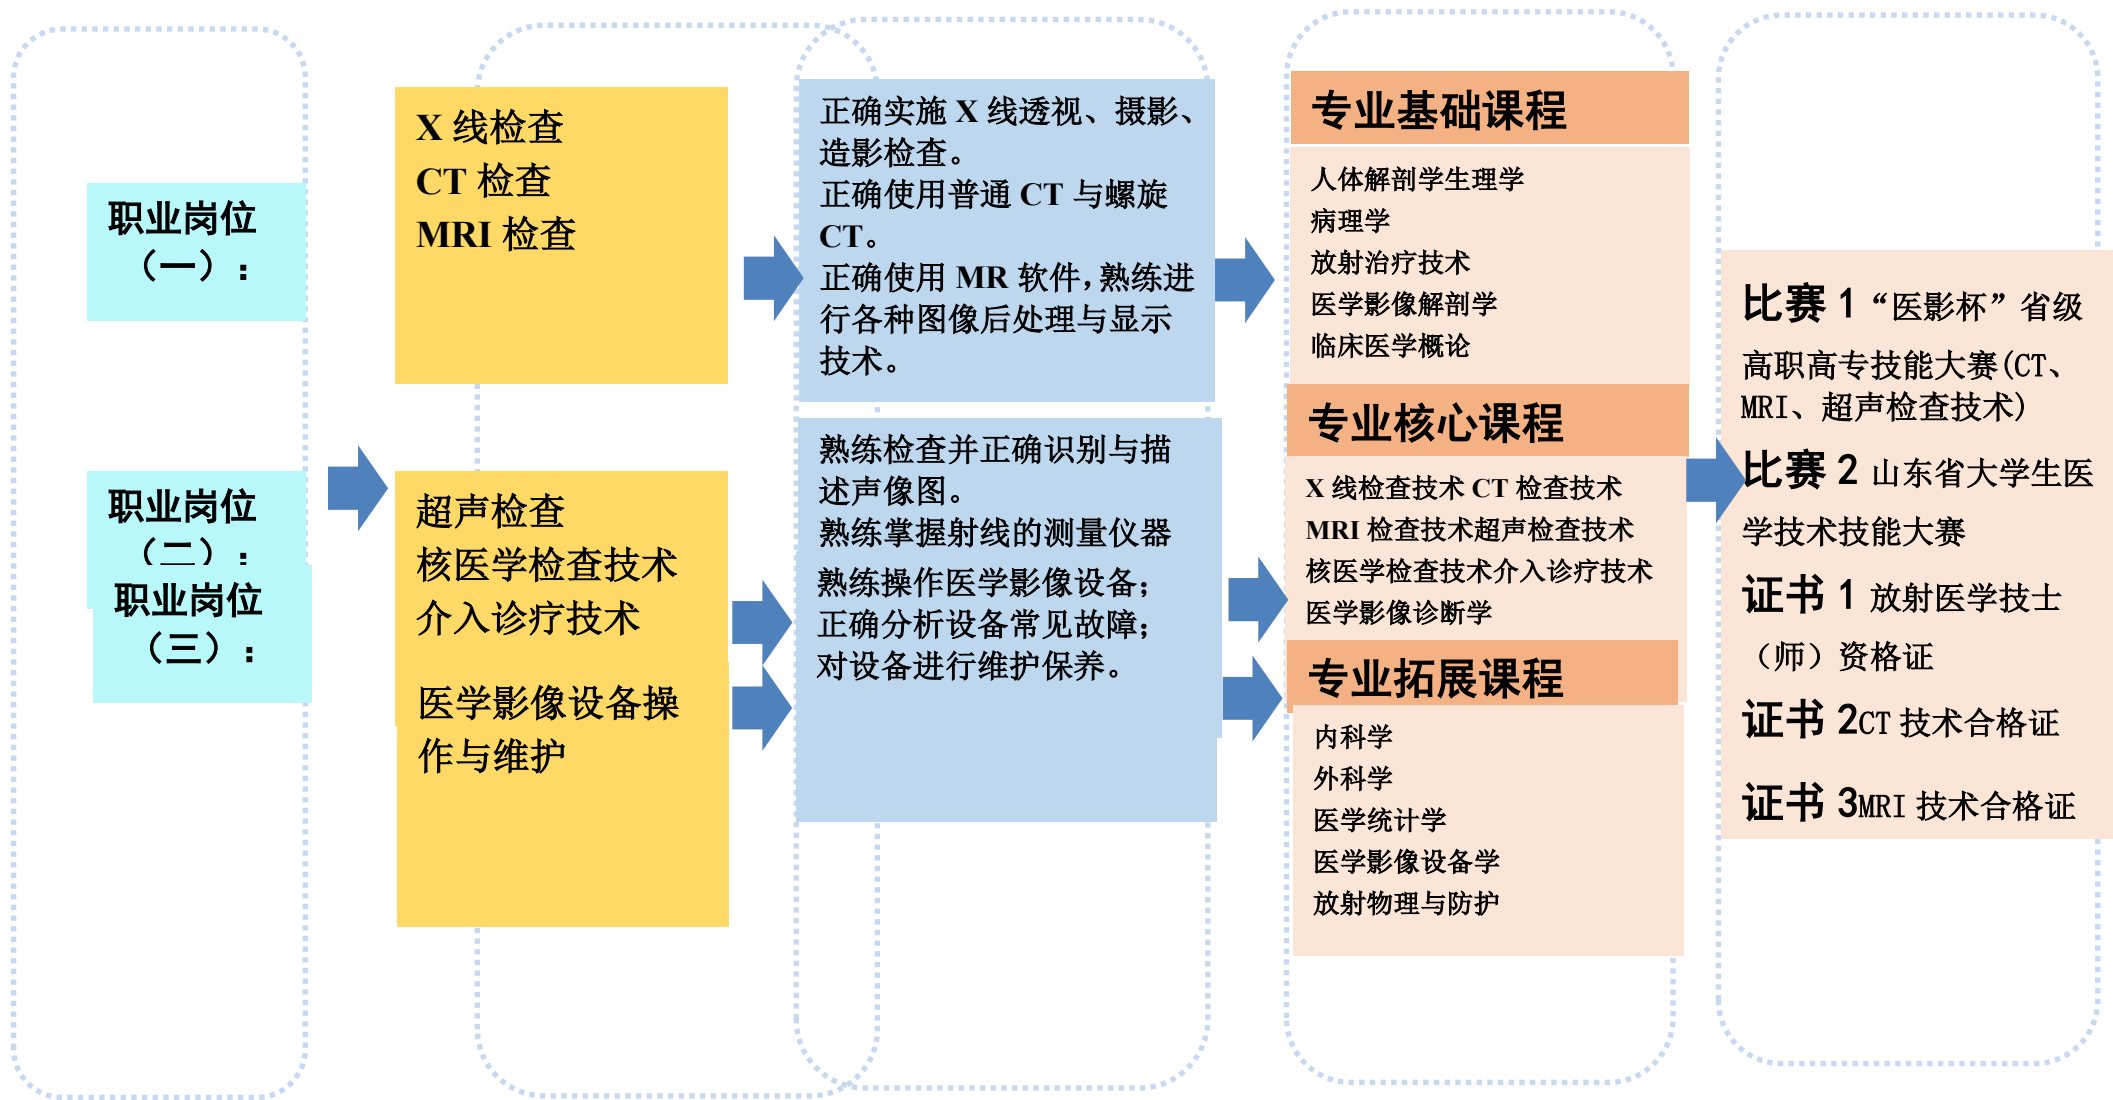 职业岗位
（一）：
职业岗位
（二）：
职业岗位
（三）：
X 线检查
CT 检查
MRI 检查
超声检查
核医学检查技术
介入诊疗技术
医学影像设备操
作与维护
正确实施 X 线透视、摄影、
造影检查。
正确使用普通 CT 与螺旋
CT。
正确使用 MR 软件，熟练进
行各种图像后处理与显示
技术。
熟练检查并正确识别与描
述声像图。
熟练掌握射线的测量仪器
熟练操作医学影像设备；
正确分析设备常见故障；
对设备进行维护保养。
专业基础课程
人体解剖学生理学
病理学
放射治疗技术
医学影像解剖学
临床医学概论
专业核心课程
X 线检查技术 CT 检查技术
MRI 检查技术超声检查技术
核医学检查技术介入诊疗技术
医学影像诊断学
专业拓展课程
内科学
外科学
医学统计学
医学影像设备学
放射物理与防护
比赛 1 “医影杯”省级
高职高专技能大赛(CT、
MRI、超声检查技术)
比赛 2 山东省大学生医
学技术技能大赛
证书 1 放射医学技士
（师）资格证
证书 2CT 技术合格证
证书 3MRI 技术合格证